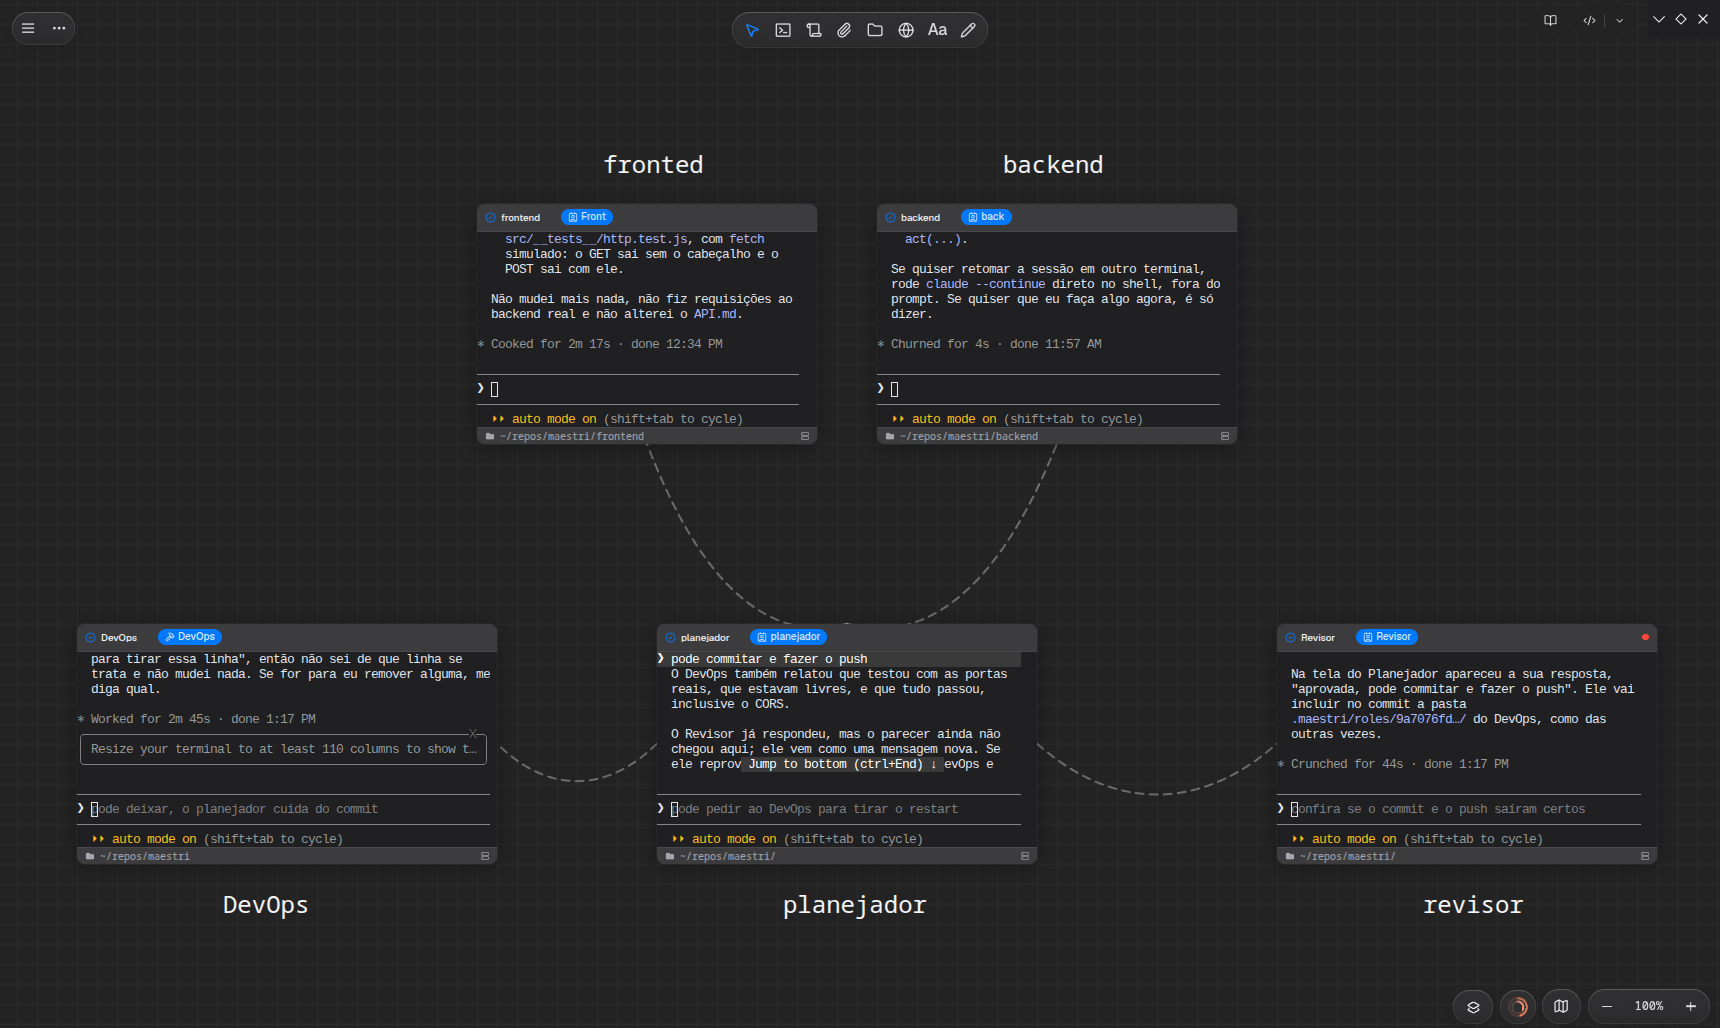 Aa
fronted
backend
frontend
Front
src/__tests__/http.test.js, com fetch
simulado: o GET sai sem o cabeçalho e o
POST sai com ele.
Não mudei mais nada, não fiz requisições ao
backend real e não alterei o API.md.
* Cooked for 2m 17s · done 12:34 PM
❯
⏵⏵ auto mode on (shift+tab to cycle)
~/repos/maestri/frontend
backend
back
act(...).
Se quiser retomar a sessão em outro terminal,
rode claude --continue direto no shell, fora do
prompt. Se quiser que eu faça algo agora, é só
dizer.
* Churned for 4s · done 11:57 AM
❯
⏵⏵ auto mode on (shift+tab to cycle)
~/repos/maestri/backend
DevOps
DevOps
para tirar essa linha", então não sei de que linha se
trata e não mudei nada. Se for para eu remover alguma, me
diga qual.
* Worked for 2m 45s · done 1:17 PM
X
Resize your terminal to at least 110 columns to show t…
❯ pode deixar, o planejador cuida do commit
⏵⏵ auto mode on (shift+tab to cycle)
~/repos/maestri
planejador
planejador
❯ pode commitar e fazer o push
O DevOps também relatou que testou com as portas
reais, que estavam livres, e que tudo passou,
inclusive o CORS.
O Revisor já respondeu, mas o parecer ainda não
chegou aqui; ele vem como uma mensagem nova. Se
ele reprov Jump to bottom (ctrl+End) ↓ evOps e
❯ pode pedir ao DevOps para tirar o restart
⏵⏵ auto mode on (shift+tab to cycle)
~/repos/maestri/
Revisor
Revisor
Na tela do Planejador apareceu a sua resposta,
"aprovada, pode commitar e fazer o push". Ele vai
incluir no commit a pasta
.maestri/roles/9a7076fd…/ do DevOps, como das
outras vezes.
* Crunched for 44s · done 1:17 PM
❯ confira se o commit e o push saíram certos
⏵⏵ auto mode on (shift+tab to cycle)
~/repos/maestri/
DevOps
planejador
revisor
100%